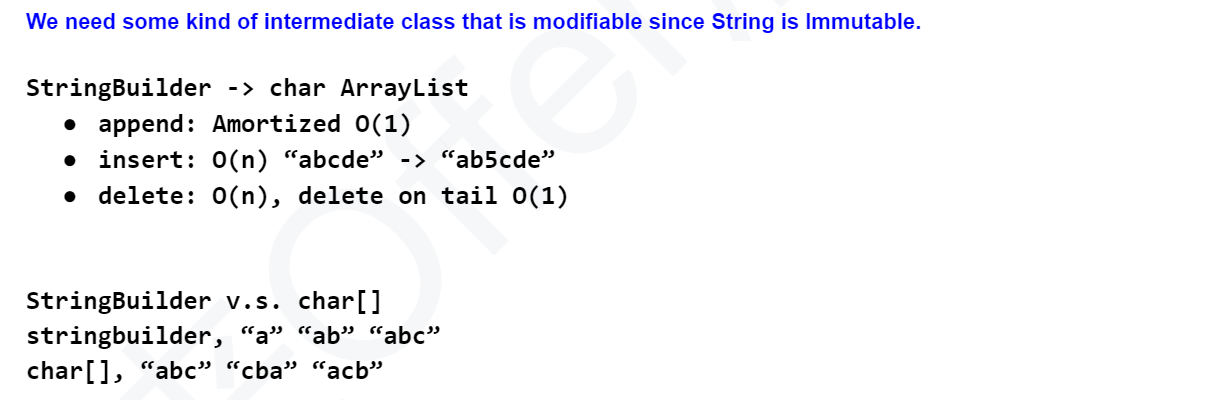 We need some kind of intermediate class that is modifiable since String is Immutable.
StringBuilder -> char ArrayList
● append: Amortized O(1)
● insert: O(n) “abcde” -> “ab5cde”
● delete: O(n), delete on tail O(1)
StringBuilder v.s. char[]
stringbuilder, “a” “ab” “abc”
char[], “abc” “cba” “acb”